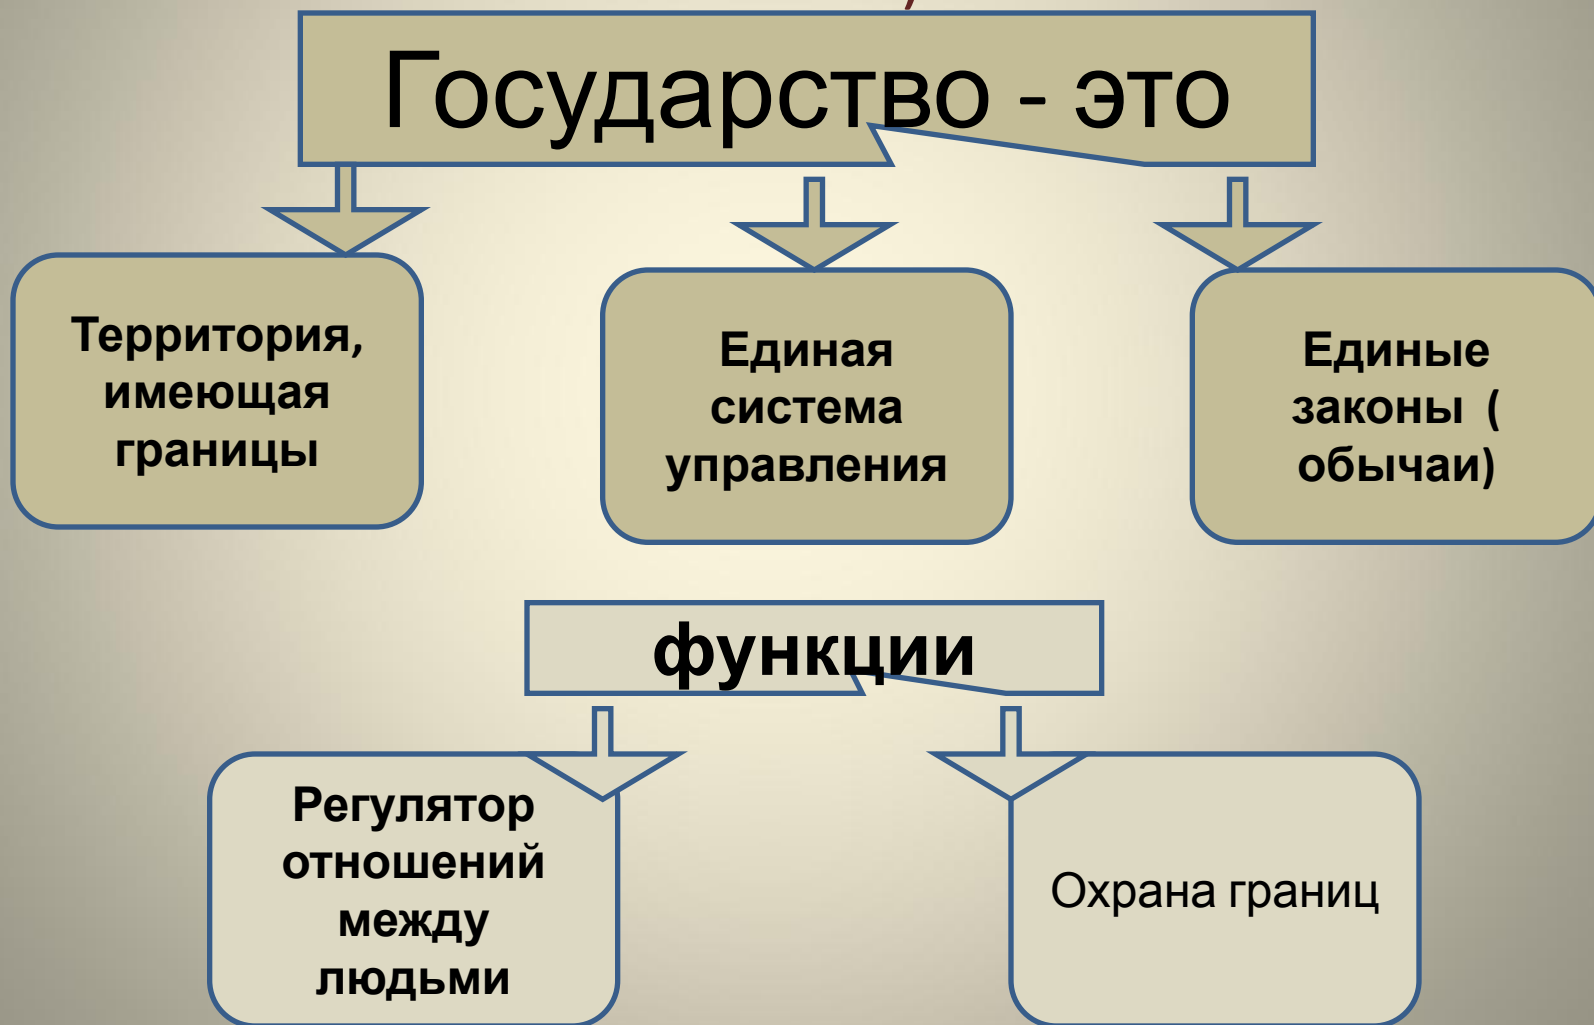 Государство - это
Территория,
имеющая
границы
Единая
система
управления
Единые
законы (
обычаи)
функции
Регулятор
отношений
между
людьми
Охрана границ